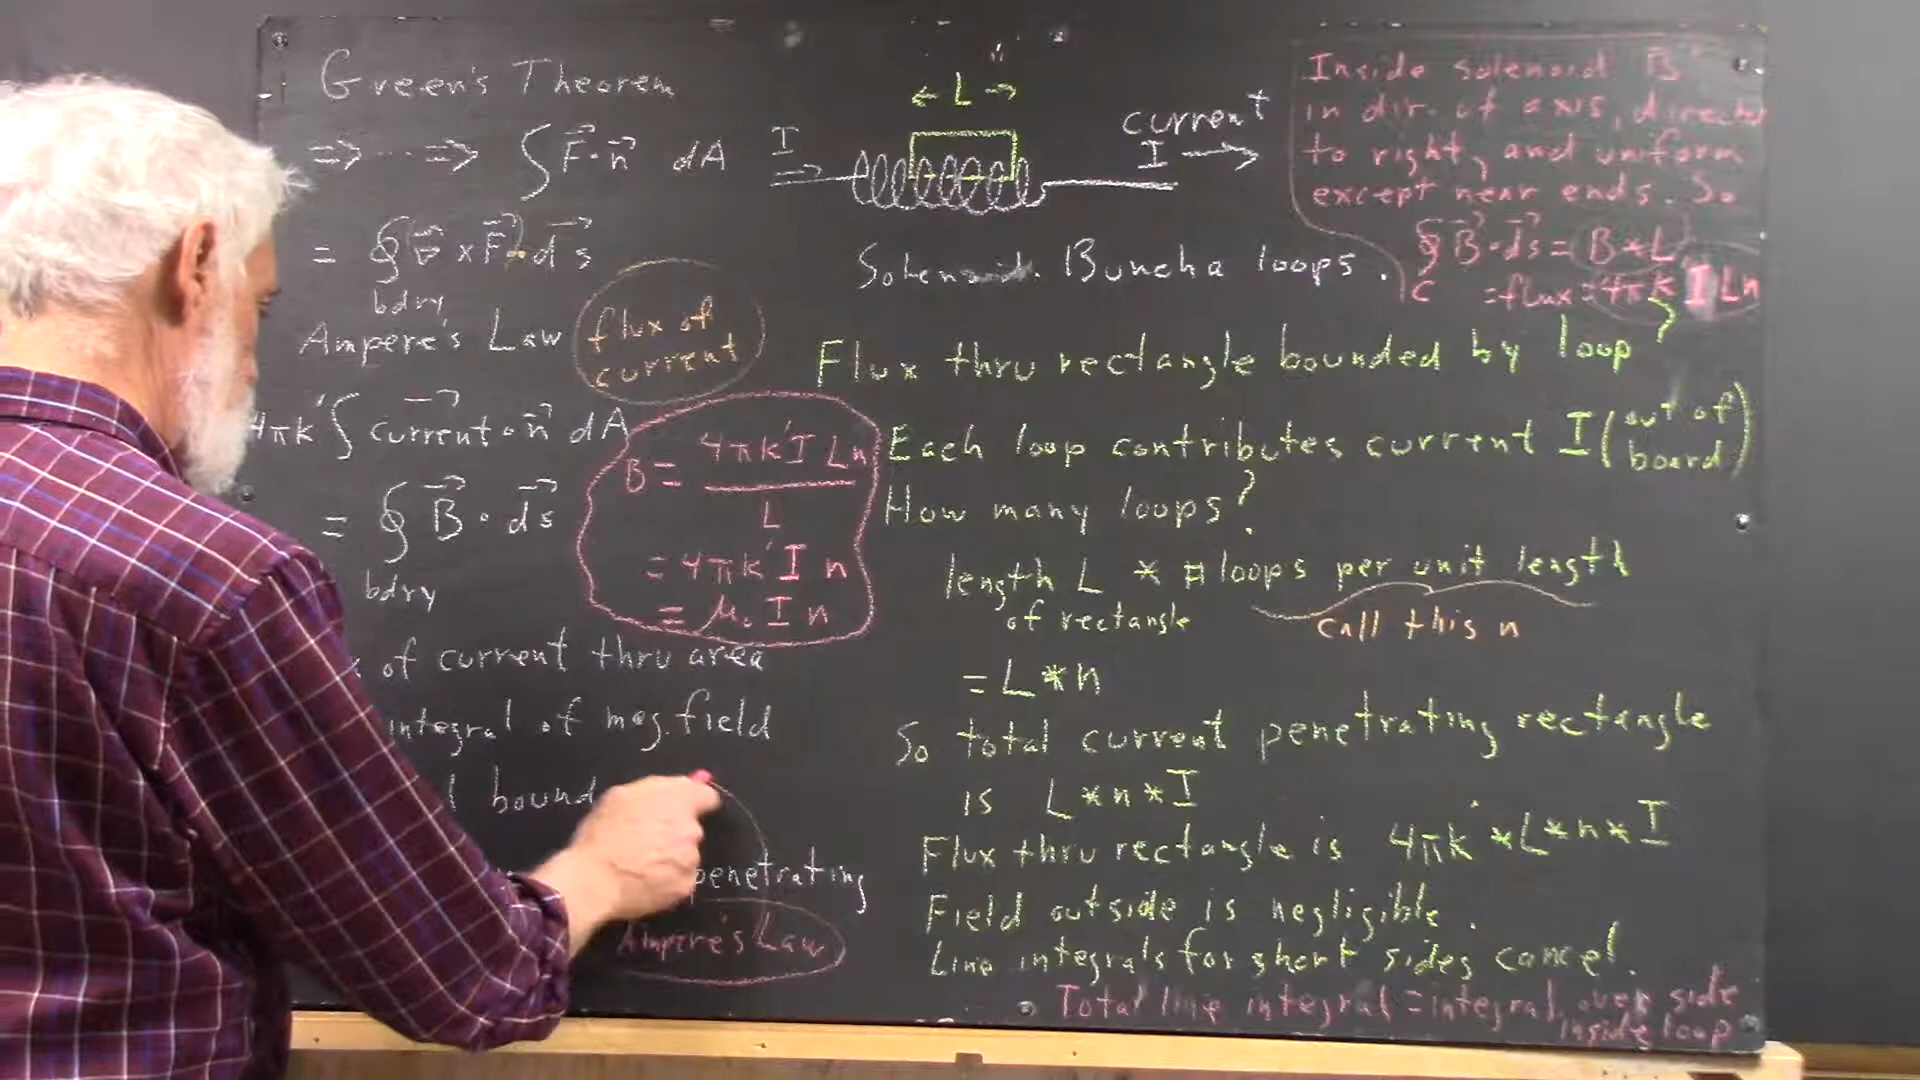 Green's Theorem
⇒ ··· ⇒ ∫ F⃗·n⃗ dA
= ∮ (∇⃗ × F⃗)·d⃗s
bdry
Ampere's Law
flux of
current
4πk' ∫ current · n⃗ dA
= ∮ B⃗ · d⃗s
bdry
B = 4πk'I Ln
L
= 4πk' I n
= μ₀ I n
of current thru area
integral of mag. field
bound
penetrating
Ampere's Law
← L →
I
current
I →
Solenoid. Buncha loops.
Flux thru rectangle bounded by loop?
Each loop contributes current I (out of
board)
How many loops?
length L * # loops per unit length
of rectangle
call this n
= L * n
So total current penetrating rectangle
is L * n * I
Flux thru rectangle is 4πk' * L * n * I
Field outside is negligible.
Line integrals for short sides cancel.
Total line integral = integral over side
inside loop
Inside solenoid B⃗
in dir. of axis, directed
to right, and uniform
except near ends. So
∮ B⃗·d⃗s = B * L
C = flux = 4πk' I Ln